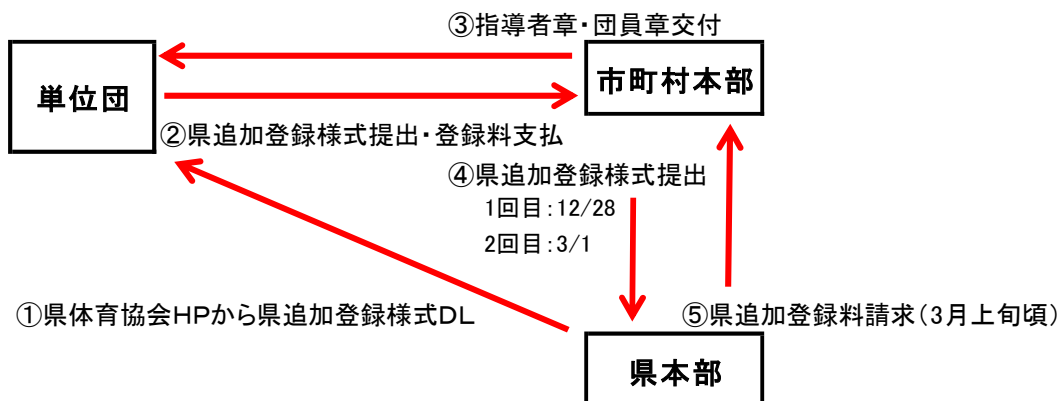 ③指導者章・団員章交付
単位団
市町村本部
②県追加登録様式提出・登録料支払
④県追加登録様式提出
1回目:12/28
2回目:3/1
①県体育協会HPから県追加登録様式DL
⑤県追加登録料請求(3月上旬頃)
県本部